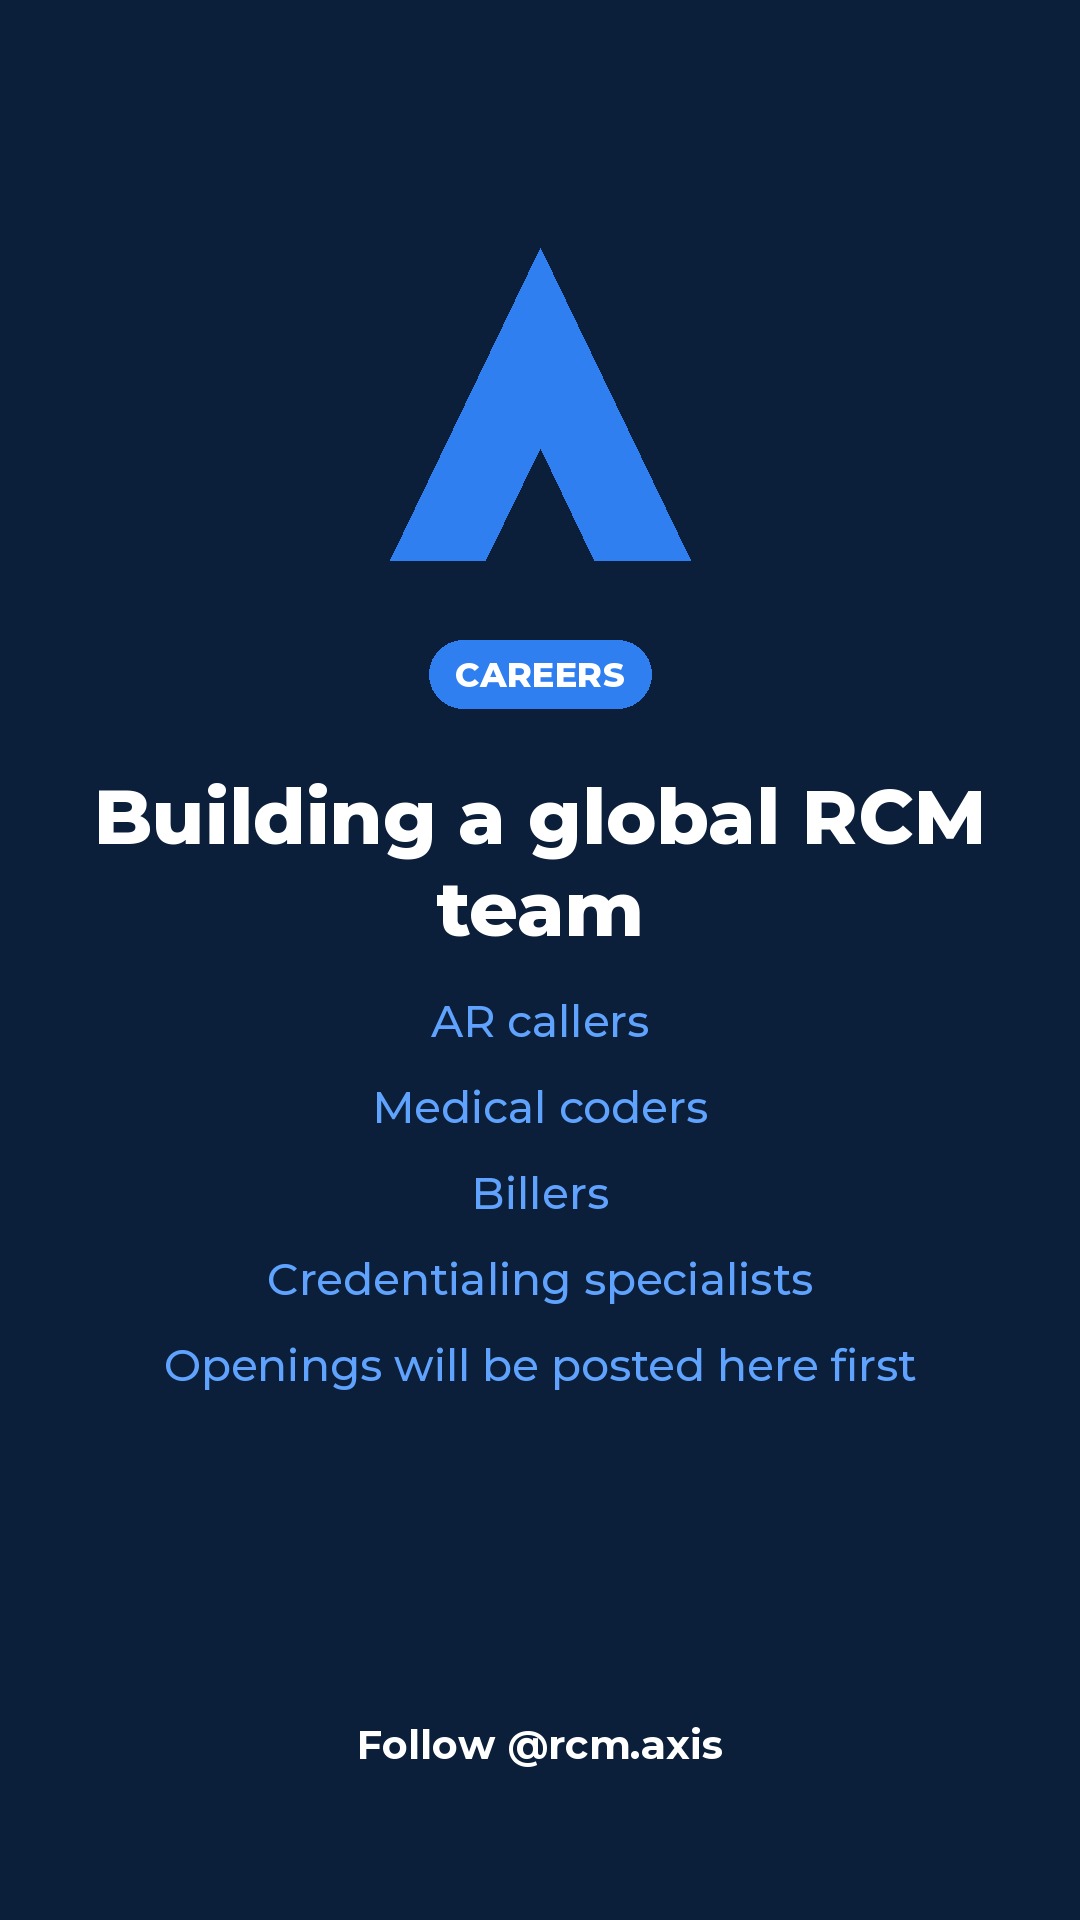 CAREERS
Building a global RCM
team
AR callers
Medical coders
Billers
Credentialing specialists
Openings will be posted here first
Follow @rcm.axis